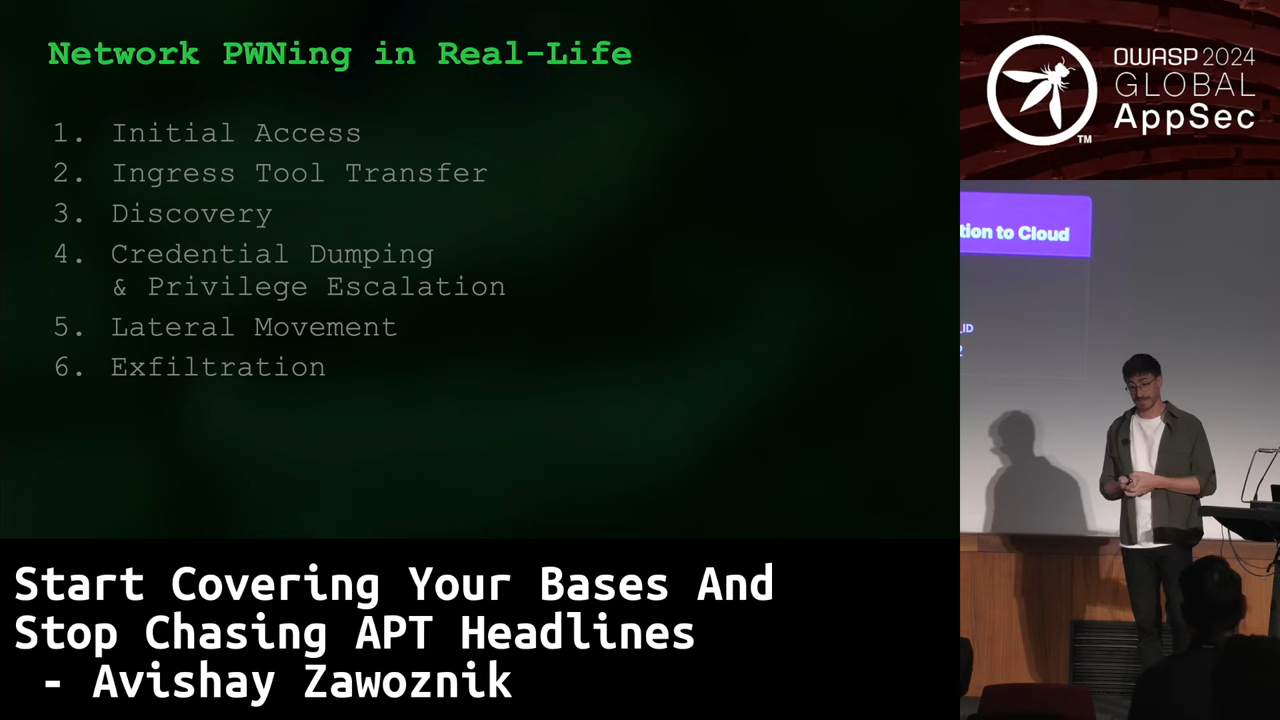 Network PWNing in Real-Life
1. Initial Access
2. Ingress Tool Transfer
3. Discovery
4. Credential Dumping
& Privilege Escalation
5. Lateral Movement
6. Exfiltration
OWASP 2024
GLOBAL
AppSec
TM
tion to Cloud
_ID
Start Covering Your Bases And
Stop Chasing APT Headlines
- Avishay Zawoznik